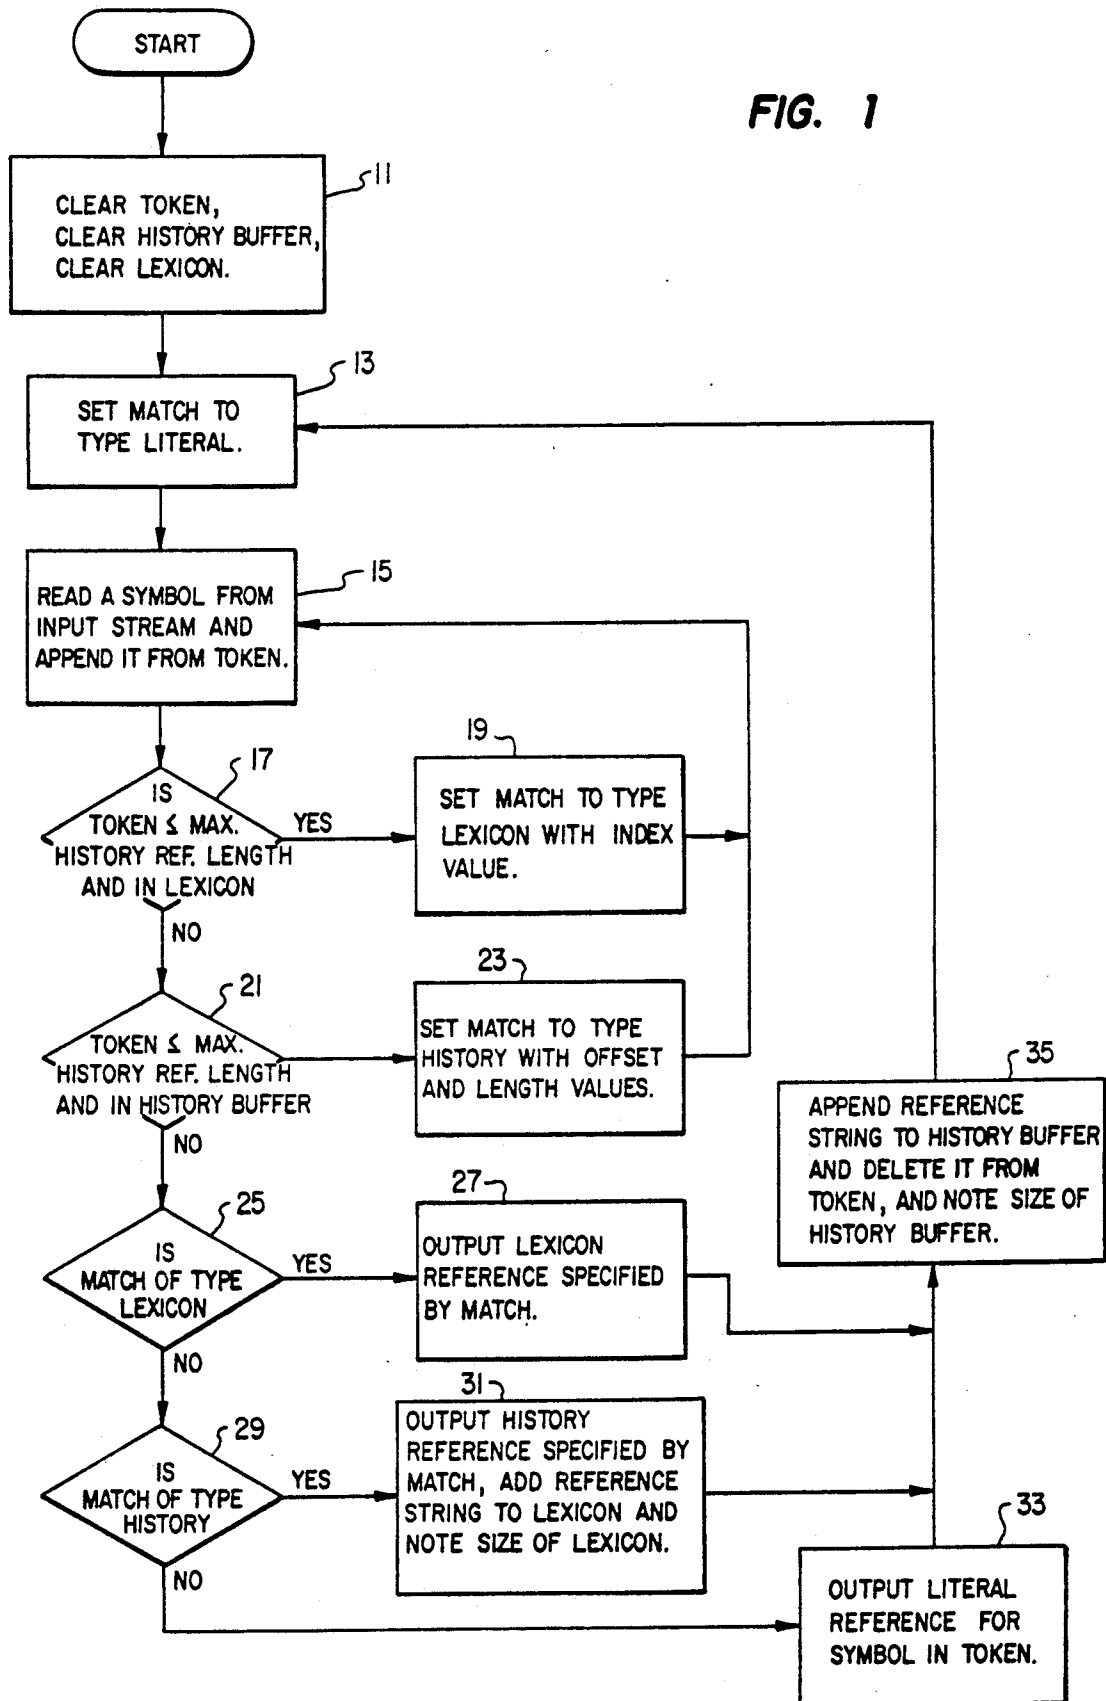 START
FIG. 1
11
CLEAR TOKEN,
CLEAR HISTORY BUFFER,
CLEAR LEXICON.
13
SET MATCH TO
TYPE LITERAL.
15
READ A SYMBOL FROM
INPUT STREAM AND
APPEND IT FROM TOKEN.
17
IS
TOKEN ≤ MAX.
HISTORY REF. LENGTH
AND IN LEXICON
YES
NO
19
SET MATCH TO TYPE
LEXICON WITH INDEX
VALUE.
21
TOKEN ≤ MAX.
HISTORY REF. LENGTH
AND IN HISTORY BUFFER
NO
23
SET MATCH TO TYPE
HISTORY WITH OFFSET
AND LENGTH VALUES.
35
APPEND REFERENCE
STRING TO HISTORY BUFFER
AND DELETE IT FROM
TOKEN, AND NOTE SIZE OF
HISTORY BUFFER.
25
IS
MATCH OF TYPE
LEXICON
YES
NO
27
OUTPUT LEXICON
REFERENCE SPECIFIED
BY MATCH.
29
IS
MATCH OF TYPE
HISTORY
YES
NO
31
OUTPUT HISTORY
REFERENCE SPECIFIED BY
MATCH, ADD REFERENCE
STRING TO LEXICON AND
NOTE SIZE OF LEXICON.
33
OUTPUT LITERAL
REFERENCE FOR
SYMBOL IN TOKEN.